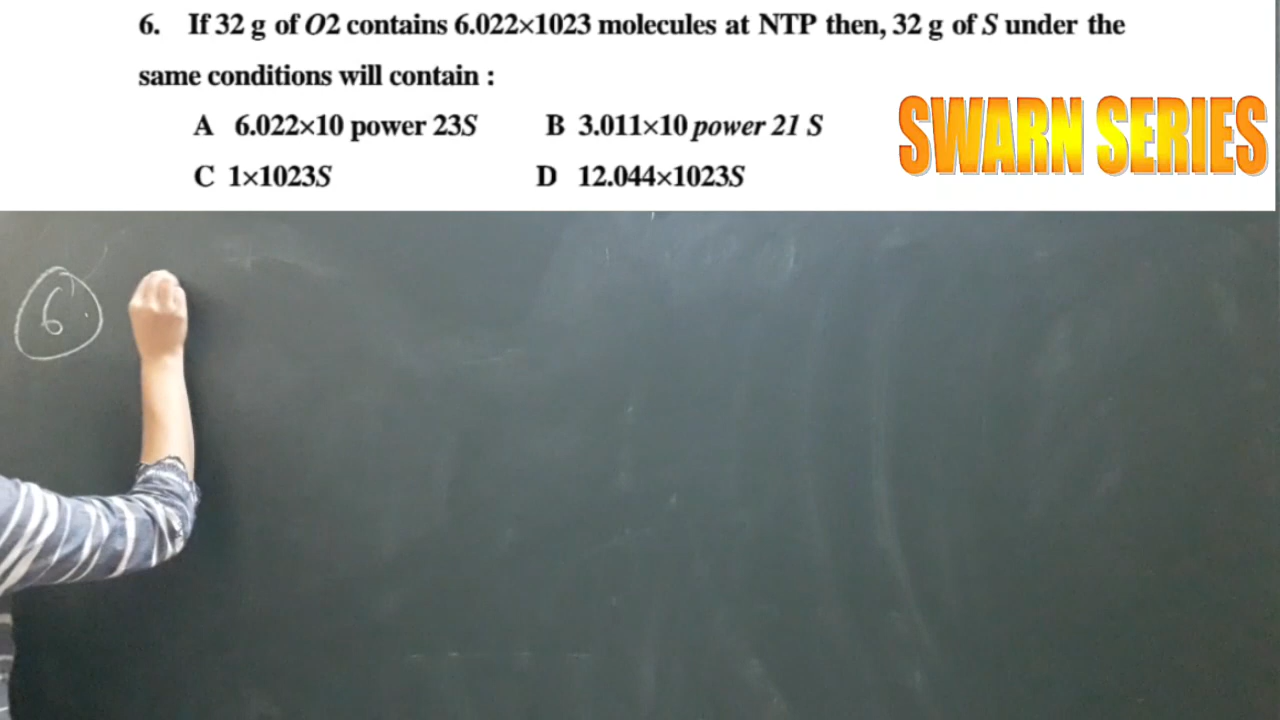 6. If 32 g of O2 contains 6.022×1023 molecules at NTP then, 32 g of S under the
same conditions will contain :
A 6.022×10 power 23S B 3.011×10 power 21 S
C 1×1023S D 12.044×1023S
SWARN SERIES
6.